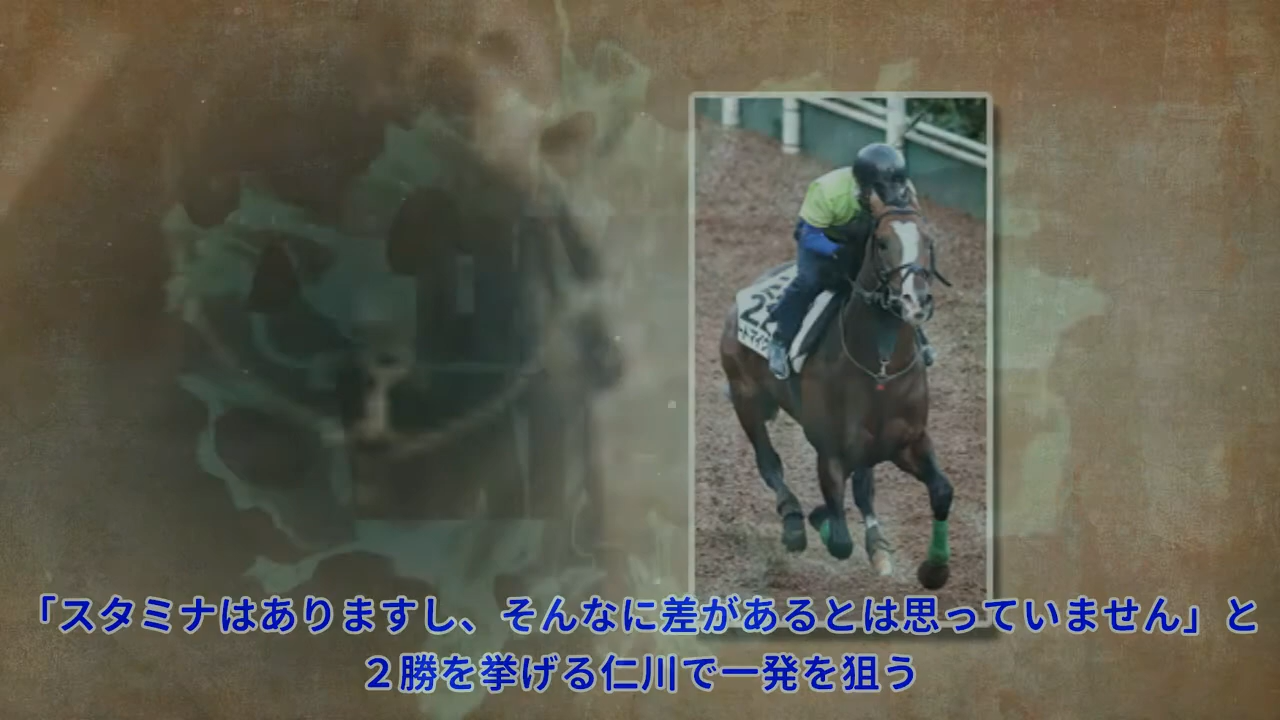 「スタミナはありますし、そんなに差があるとは思っていません」と
２勝を挙げる仁川で一発を狙う